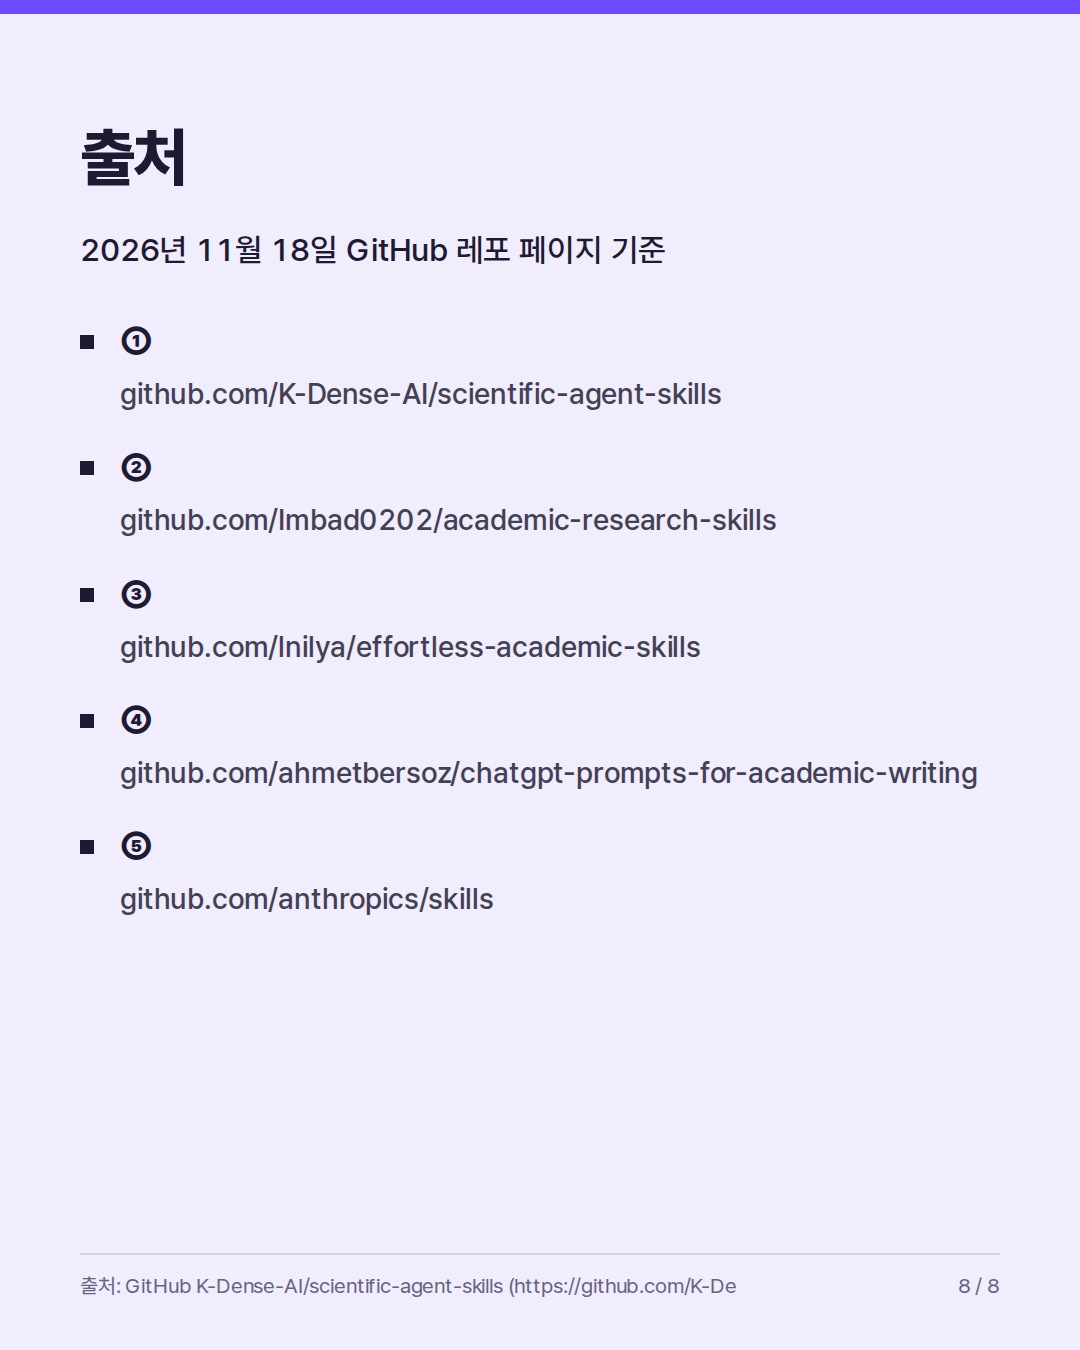 출처
2026년 11월 18일 GitHub 레포 페이지 기준
■ ①
github.com/K-Dense-AI/scientific-agent-skills
■ ②
github.com/Imbad0202/academic-research-skills
■ ③
github.com/lnilya/effortless-academic-skills
■ ④
github.com/ahmetbersoz/chatgpt-prompts-for-academic-writing
■ ⑤
github.com/anthropics/skills
출처: GitHub K-Dense-AI/scientific-agent-skills (https://github.com/K-De
8 / 8